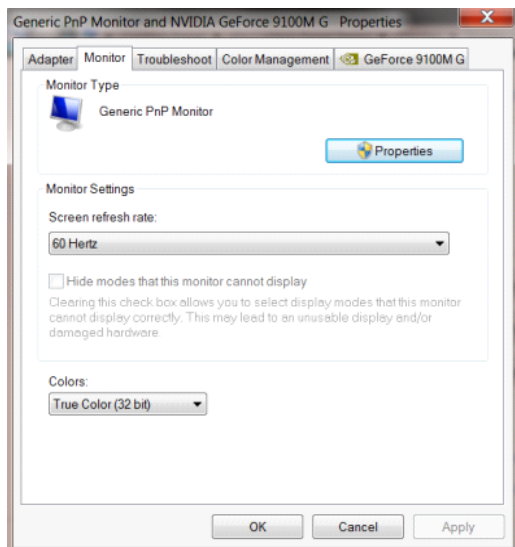 Generic PnP Monitor and NVIDIA GeForce 9100M G Properties
X
Adapter Monitor Troubleshoot Color Management GeForce 9100M G
Monitor Type
Generic PnP Monitor
Properties
Monitor Settings
Screen refresh rate:
60 Hertz
Hide modes that this monitor cannot display
Clearing this check box allows you to select display modes that this monitor
cannot display correctly. This may lead to an unusable display and/or
damaged hardware.
Colors:
True Color (32 bit)
OK Cancel Apply